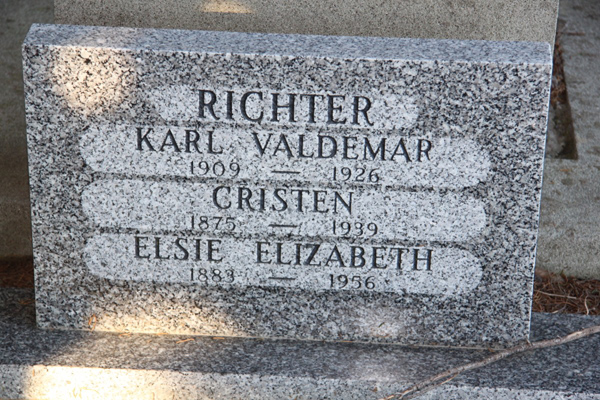 RICHTER
KARL VALDEMAR
1909 — 1926
CRISTEN
1875 — 1939
ELSIE ELIZABETH
1883 — 1956